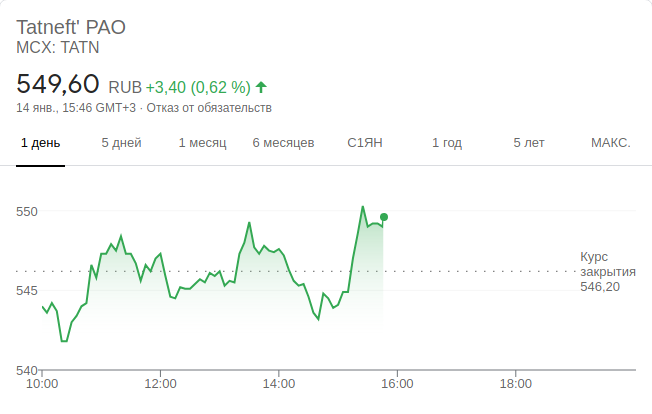 Tatneft' PAO
MCX: TATN
549,60 RUB +3,40 (0,62 %)
14 янв., 15:46 GMT+3 · Отказ от обязательств
1 день 5 дней 1 месяц 6 месяцев С1ЯН 1 год 5 лет МАКС.
550
Курс
закрытия
546,20
545
540
10:00 12:00 14:00 16:00 18:00